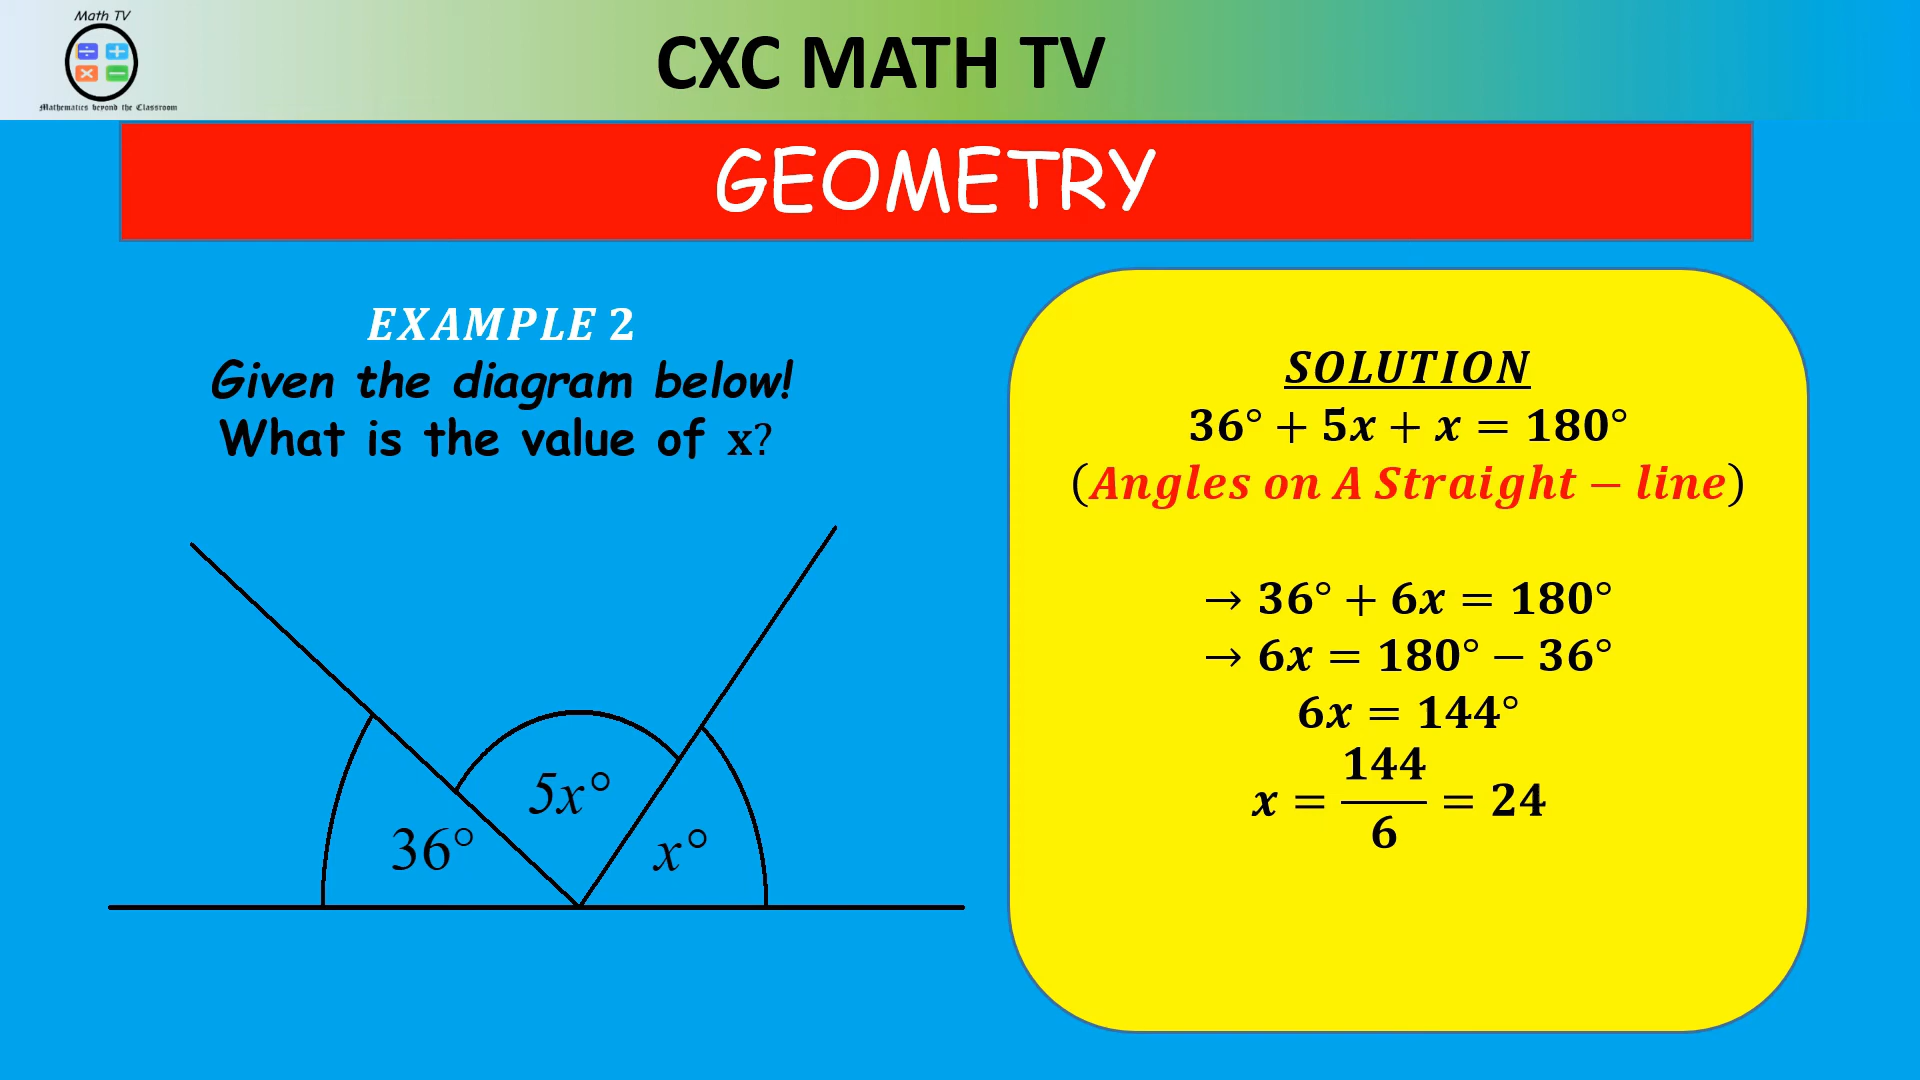 Math TV
÷ +
× −
Mathematics beyond the Classroom
CXC MATH TV
GEOMETRY
EXAMPLE 2
Given the diagram below!
What is the value of x?
36°
5x°
x°
SOLUTION
36° + 5x + x = 180°
(Angles on A Straight − line)
→ 36° + 6x = 180°
→ 6x = 180° − 36°
6x = 144°
x = 144/6 = 24